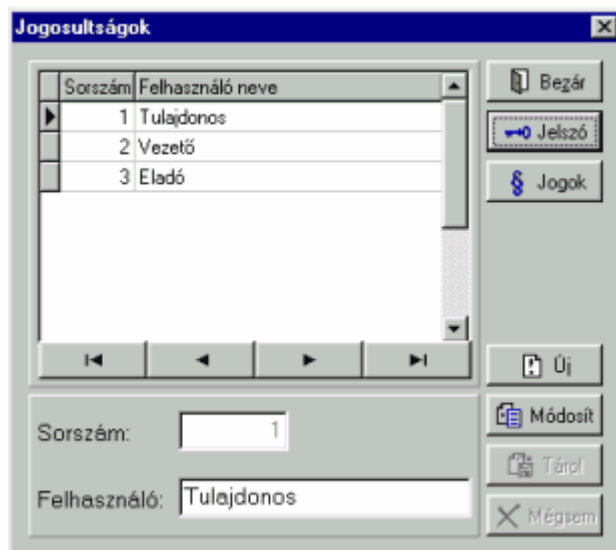 Jogosultságok
Sorszám Felhasználó neve
1 Tulajdonos
2 Vezető
3 Eladó
Bezár
Jelszó
§ Jogok
Új
Módosít
Tárol
Mégsem
Sorszám: 1
Felhasználó: Tulajdonos